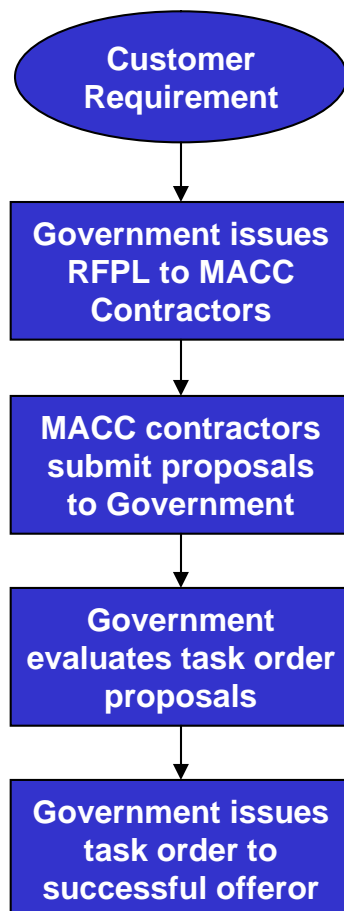 Customer
Requirement
Government issues
RFPL to MACC
Contractors
MACC contractors
submit proposals
to Government
Government
evaluates task order
proposals
Government issues
task order to
successful offeror